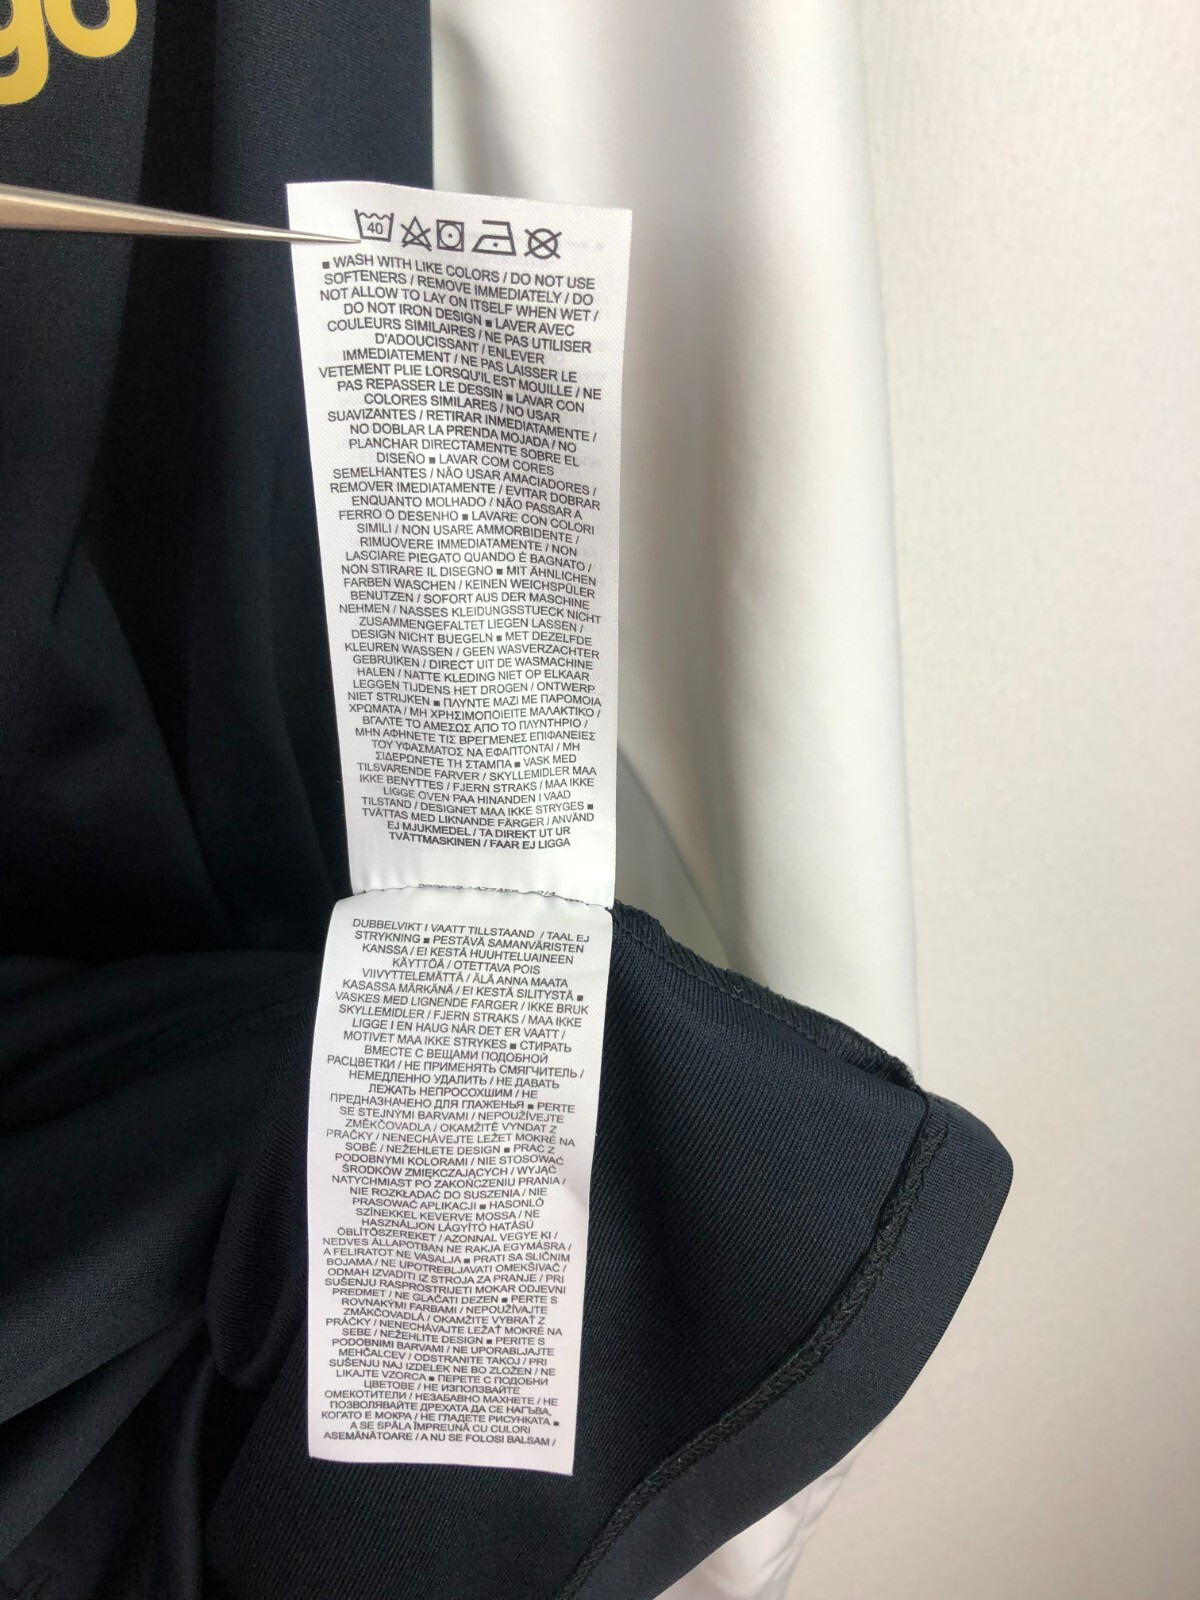 go
40
■ WASH WITH LIKE COLORS / DO NOT USE
SOFTENERS / REMOVE IMMEDIATELY / DO
NOT ALLOW TO LAY ON ITSELF WHEN WET /
DO NOT IRON DESIGN ■ LAVER AVEC
COULEURS SIMILAIRES / NE PAS UTILISER
D'ADOUCISSANT / ENLEVER
IMMEDIATEMENT / NE PAS LAISSER LE
VETEMENT PLIE LORSQU'IL EST MOUILLE / NE
PAS REPASSER LE DESSIN ■ LAVAR CON
COLORES SIMILARES / NO USAR
SUAVIZANTES / RETIRAR INMEDIATAMENTE /
NO DOBLAR LA PRENDA MOJADA / NO
PLANCHAR DIRECTAMENTE SOBRE EL
DISEÑO ■ LAVAR COM CORES
SEMELHANTES / NÃO USAR AMACIADORES /
REMOVER IMEDIATAMENTE / EVITAR DOBRAR
ENQUANTO MOLHADO / NÃO PASSAR A
FERRO O DESENHO ■ LAVARE CON COLORI
SIMILI / NON USARE AMMORBIDENTE /
RIMUOVERE IMMEDIATAMENTE / NON
LASCIARE PIEGATO QUANDO È BAGNATO /
NON STIRARE IL DISEGNO ■ MIT ÄHNLICHEN
FARBEN WASCHEN / KEINEN WEICHSPÜLER
BENUTZEN / SOFORT AUS DER MASCHINE
NEHMEN / NASSES KLEIDUNGSSTUECK NICHT
ZUSAMMENGEFALTET LIEGEN LASSEN /
DESIGN NICHT BUEGELN ■ MET DEZELFDE
KLEUREN WASSEN / GEEN WASVERZACHTER
GEBRUIKEN / DIRECT UIT DE WASMACHINE
HALEN / NATTE KLEDING NIET OP ELKAAR
LEGGEN TIJDENS HET DROGEN / ONTWERP
NIET STRIJKEN ■ ΠΛΥΝΤΕ ΜΑΖΙ ΜΕ ΠΑΡΟΜΟΙΑ
ΧΡΩΜΑΤΑ / ΜΗ ΧΡΗΣΙΜΟΠΟΙΕΙΤΕ ΜΑΛΑΚΤΙΚΟ /
ΒΓΑΛΤΕ ΤΟ ΑΜΕΣΩΣ ΑΠΟ ΤΟ ΠΛΥΝΤΗΡΙΟ /
ΜΗΝ ΑΦΗΝΕΤΕ ΤΙΣ ΒΡΕΓΜΕΝΕΣ ΕΠΙΦΑΝΕΙΕΣ
ΤΟΥ ΥΦΑΣΜΑΤΟΣ ΝΑ ΕΦΑΠΤΟΝΤΑΙ / ΜΗ
ΣΙΔΕΡΩΝΕΤΕ ΤΗ ΣΤΑΜΠΑ ■ VASK MED
TILSVARENDE FARVER / SKYLLEMIDLER MAA
IKKE BENYTTES / FJERN STRAKS / MAA IKKE
LIGGE OVEN PAA HINANDEN I VAAD
TILSTAND / DESIGNET MAA IKKE STRYGES ■
TVÄTTAS MED LIKNANDE FÄRGER / ANVÄND
EJ MJUKMEDEL / TA DIREKT UT UR
TVÄTTMASKINEN / FAAR EJ LIGGA
DUBBELVIKT I VAATT TILLSTAAND / TAAL EJ
STRYKNING ■ PESTÄVÄ SAMANVÄRISTEN
KANSSA / EI KESTÄ HUUHTELUAINEEN
KÄYTTÖÄ / OTETTAVA POIS
VIIVYTTELEMÄTTÄ / ÄLÄ ANNA MAATA
KASASSA MÄRKÄNÄ / EI KESTÄ SILITYSTÄ ■
VASKES MED LIGNENDE FARGER / IKKE BRUK
SKYLLEMIDLER / FJERN STRAKS / MAA IKKE
LIGGE I EN HAUG NÅR DET ER VAATT /
MOTIVET MAA IKKE STRYKES ■ СТИРАТЬ
ВМЕСТЕ С ВЕЩАМИ ПОДОБНОЙ
РАСЦВЕТКИ / НЕ ПРИМЕНЯТЬ СМЯГЧИТЕЛЬ /
НЕМЕДЛЕННО УДАЛИТЬ / НЕ ДАВАТЬ
ЛЕЖАТЬ НЕПРОСОХШИМ / НЕ
ПРЕДНАЗНАЧЕНО ДЛЯ ГЛАЖЕНЬЯ ■ PERTE
SE STEJNÝMI BARVAMI / NEPOUŽÍVEJTE
ZMĚKČOVADLA / OKAMŽITĚ VYNDAT Z
PRAČKY / NENECHÁVEJTE LEŽET MOKRÉ NA
SOBĚ / NEŽEHLETE DESIGN ■ PRAĆ Z
PODOBNYMI KOLORAMI / NIE STOSOWAĆ
ŚRODKÓW ZMIĘKCZAJĄCYCH / WYJĄĆ
NATYCHMIAST PO ZAKOŃCZENIU PRANIA /
NIE ROZKŁADAĆ DO SUSZENIA / NIE
PRASOWAĆ APLIKACJI ■ HASONLÓ
SZÍNEKKEL KEVERVE MOSSA / NE
HASZNÁLJON LÁGYÍTÓ HATÁSÚ
ÖBLÍTŐSZEREKET / AZONNAL VEGYE KI /
NEDVES ÁLLAPOTBAN NE RAKJA EGYMÁSRA /
A FELIRATOT NE VASALJA ■ PRATI SA SLIČNIM
BOJAMA / NE UPOTREBLJAVATI OMEKŠIVAČ /
ODMAH IZVADITI IZ STROJA ZA PRANJE / PRI
SUŠENJU RASPROSTRIJETI MOKAR ODJEVNI
PREDMET / NE GLAČATI DEZEN ■ PERTE S
ROVNAKÝMI FARBAMI / NEPOUŽÍVAJTE
ZMÄKČOVADLÁ / OKAMŽITE VYBRAŤ Z
PRÁČKY / NENECHÁVAJTE LEŽAŤ MOKRÉ NA
SEBE / NEŽEHLITE DESIGN ■ PERITE S
PODOBNIMI BARVAMI / NE UPORABLJAJTE
MEHČALCEV / ODSTRANITE TAKOJ / PRI
SUŠENJU NAJ IZDELEK NE BO ZLOŽEN / NE
LIKAJTE VZORCA ■ ПЕРЕТЕ С ПОДОБНИ
ЦВЕТОВЕ / НЕ ИЗПОЛЗВАЙТЕ
ОМЕКОТИТЕЛИ / НЕЗАБАВНО МАХНЕТЕ / НЕ
ПОЗВОЛЯВАЙТЕ ДРЕХАТА ДА СЕ НАГЪВА,
КОГАТО Е МОКРА / НЕ ГЛАДЕТЕ РИСУНКАТА ■
A SE SPĂLA ÎMPREUNĂ CU CULORI
ASEMĂNĂTOARE / A NU SE FOLOSI BALSAM /